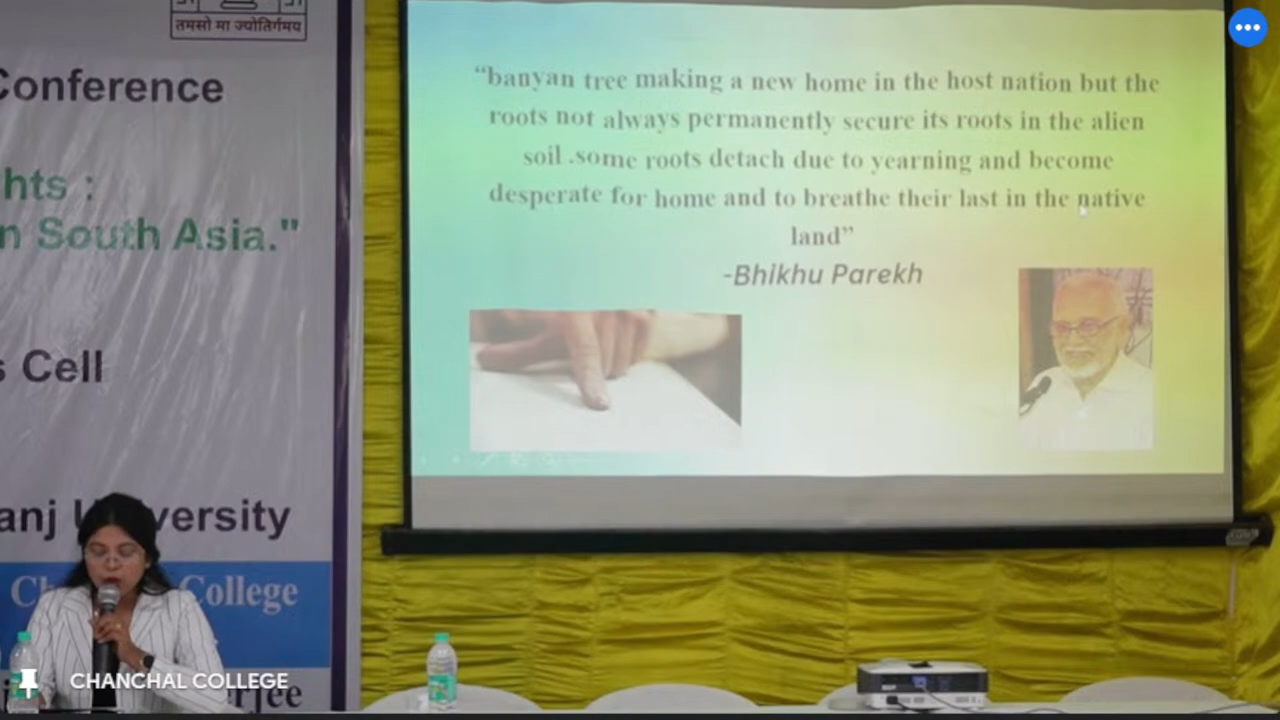 तमसो मा ज्योतिर्गमय
Conference
hts :
n South Asia."
s Cell
anj University
College
rjee
CHANCHAL COLLEGE
“banyan tree making a new home in the host nation but the
roots not always permanently secure its roots in the alien
soil .some roots detach due to yearning and become
desperate for home and to breathe their last in the native
land”
-Bhikhu Parekh